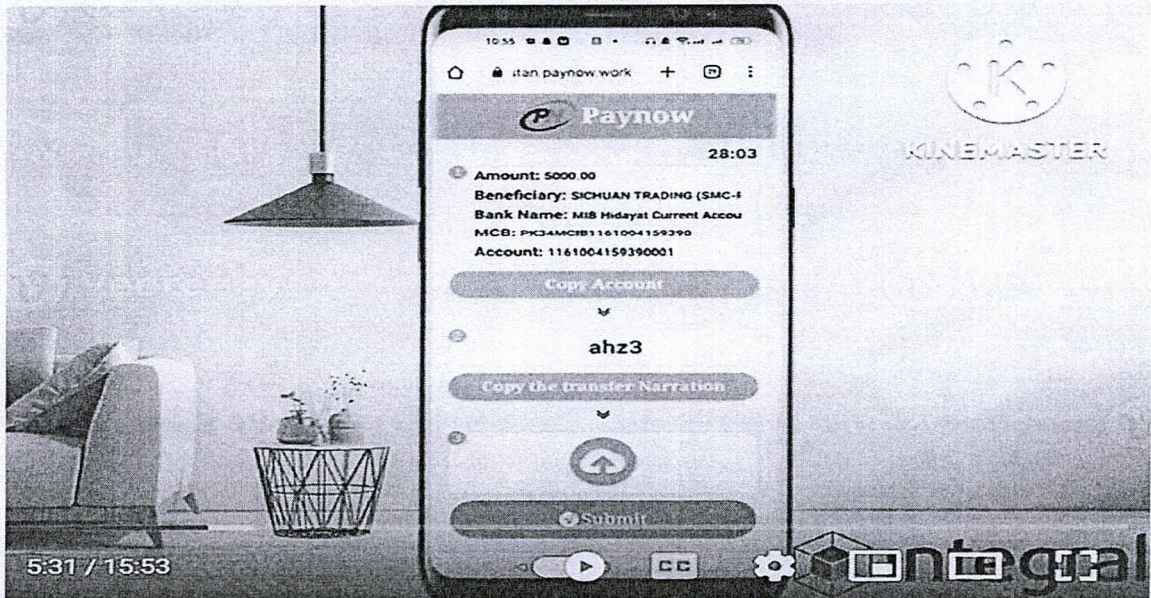 10:55
itan.paynow.work
Paynow
28:03
Amount: 5000.00
Beneficiary: SICHUAN TRADING (SMC-F
Bank Name: MIB Hidayat Current Accou
MCB: PK34MCIB1161004159390
Account: 1161004159390001
Copy Account
ahz3
Copy the transfer Narration
Submit
K
KINEMASTER
5:31 / 15:53
CC
ntegral